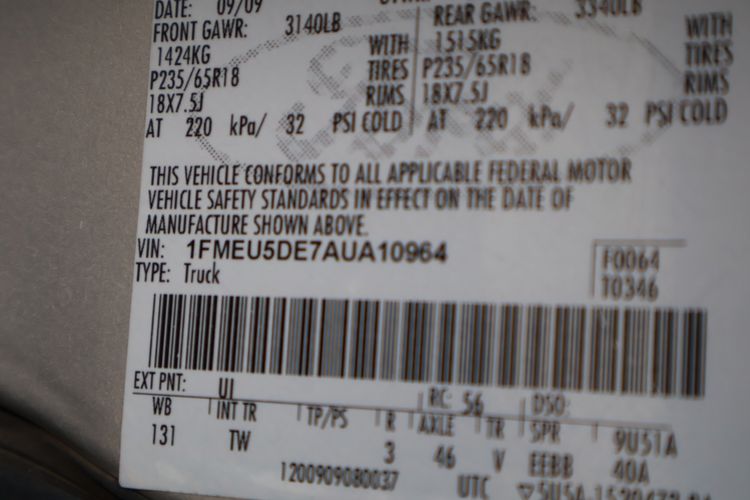 DATE: 09/09
FRONT GAWR: 3140LB REAR GAWR: 3340LB
1424KG WITH 1515KG WITH
P235/65R18 TIRES P235/65R18 TIRES
18X7.5J RIMS 18X7.5J RIMS
AT 220 kPa/ 32 PSI COLD AT 220 kPa/ 32 PSI COLD
THIS VEHICLE CONFORMS TO ALL APPLICABLE FEDERAL MOTOR
VEHICLE SAFETY STANDARDS IN EFFECT ON THE DATE OF
MANUFACTURE SHOWN ABOVE.
VIN: 1FMEU5DE7AUA10964 F0064
TYPE: Truck T0346
EXT PNT: UI RC: 56 DSO:
WB INT TR TP/PS R AXLE TR SPR 9U51A
131 TW 3 46 V EEBB 40A
1200909080037 UTC